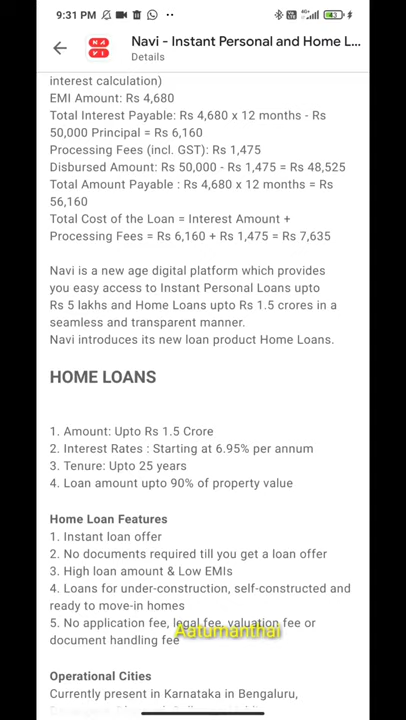 9:31 PM
Navi - Instant Personal and Home L...
Details
interest calculation)
EMI Amount: Rs 4,680
Total Interest Payable: Rs 4,680 x 12 months - Rs
50,000 Principal = Rs 6,160
Processing Fees (incl. GST): Rs 1,475
Disbursed Amount: Rs 50,000 - Rs 1,475 = Rs 48,525
Total Amount Payable : Rs 4,680 x 12 months = Rs
56,160
Total Cost of the Loan = Interest Amount +
Processing Fees = Rs 6,160 + Rs 1,475 = Rs 7,635
Navi is a new age digital platform which provides
you easy access to Instant Personal Loans upto
Rs 5 lakhs and Home Loans upto Rs 1.5 crores in a
seamless and transparent manner.
Navi introduces its new loan product Home Loans.
HOME LOANS
1. Amount: Upto Rs 1.5 Crore
2. Interest Rates : Starting at 6.95% per annum
3. Tenure: Upto 25 years
4. Loan amount upto 90% of property value
Home Loan Features
1. Instant loan offer
2. No documents required till you get a loan offer
3. High loan amount & Low EMIs
4. Loans for under-construction, self-constructed and
ready to move-in homes
5. No application fee, legal fee, valuation fee or
Aatumanthai
document handling fee
Operational Cities
Currently present in Karnataka in Bengaluru,